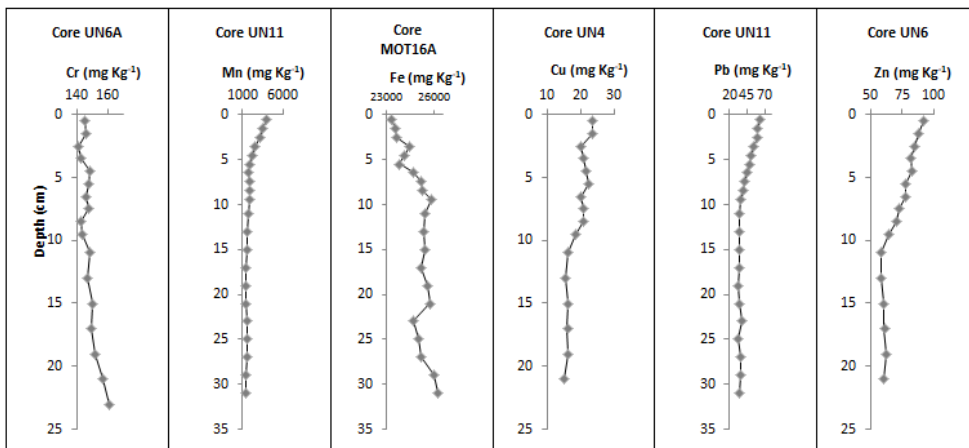 Core UN6A
Cr (mg Kg⁻¹)
140 160
0
5
10
15
20
25
Depth (cm)
Core UN11
Mn (mg Kg⁻¹)
1000 6000
0
5
10
15
20
25
30
35
Core
MOT16A
Fe (mg Kg⁻¹)
23000 26000
0
5
10
15
20
25
30
35
Core UN4
Cu (mg Kg⁻¹)
10 20 30
0
5
10
15
20
25
Core UN11
Pb (mg Kg⁻¹)
20 45 70
0
5
10
15
20
25
30
35
Core UN6
Zn (mg Kg⁻¹)
50 75 100
0
5
10
15
20
25